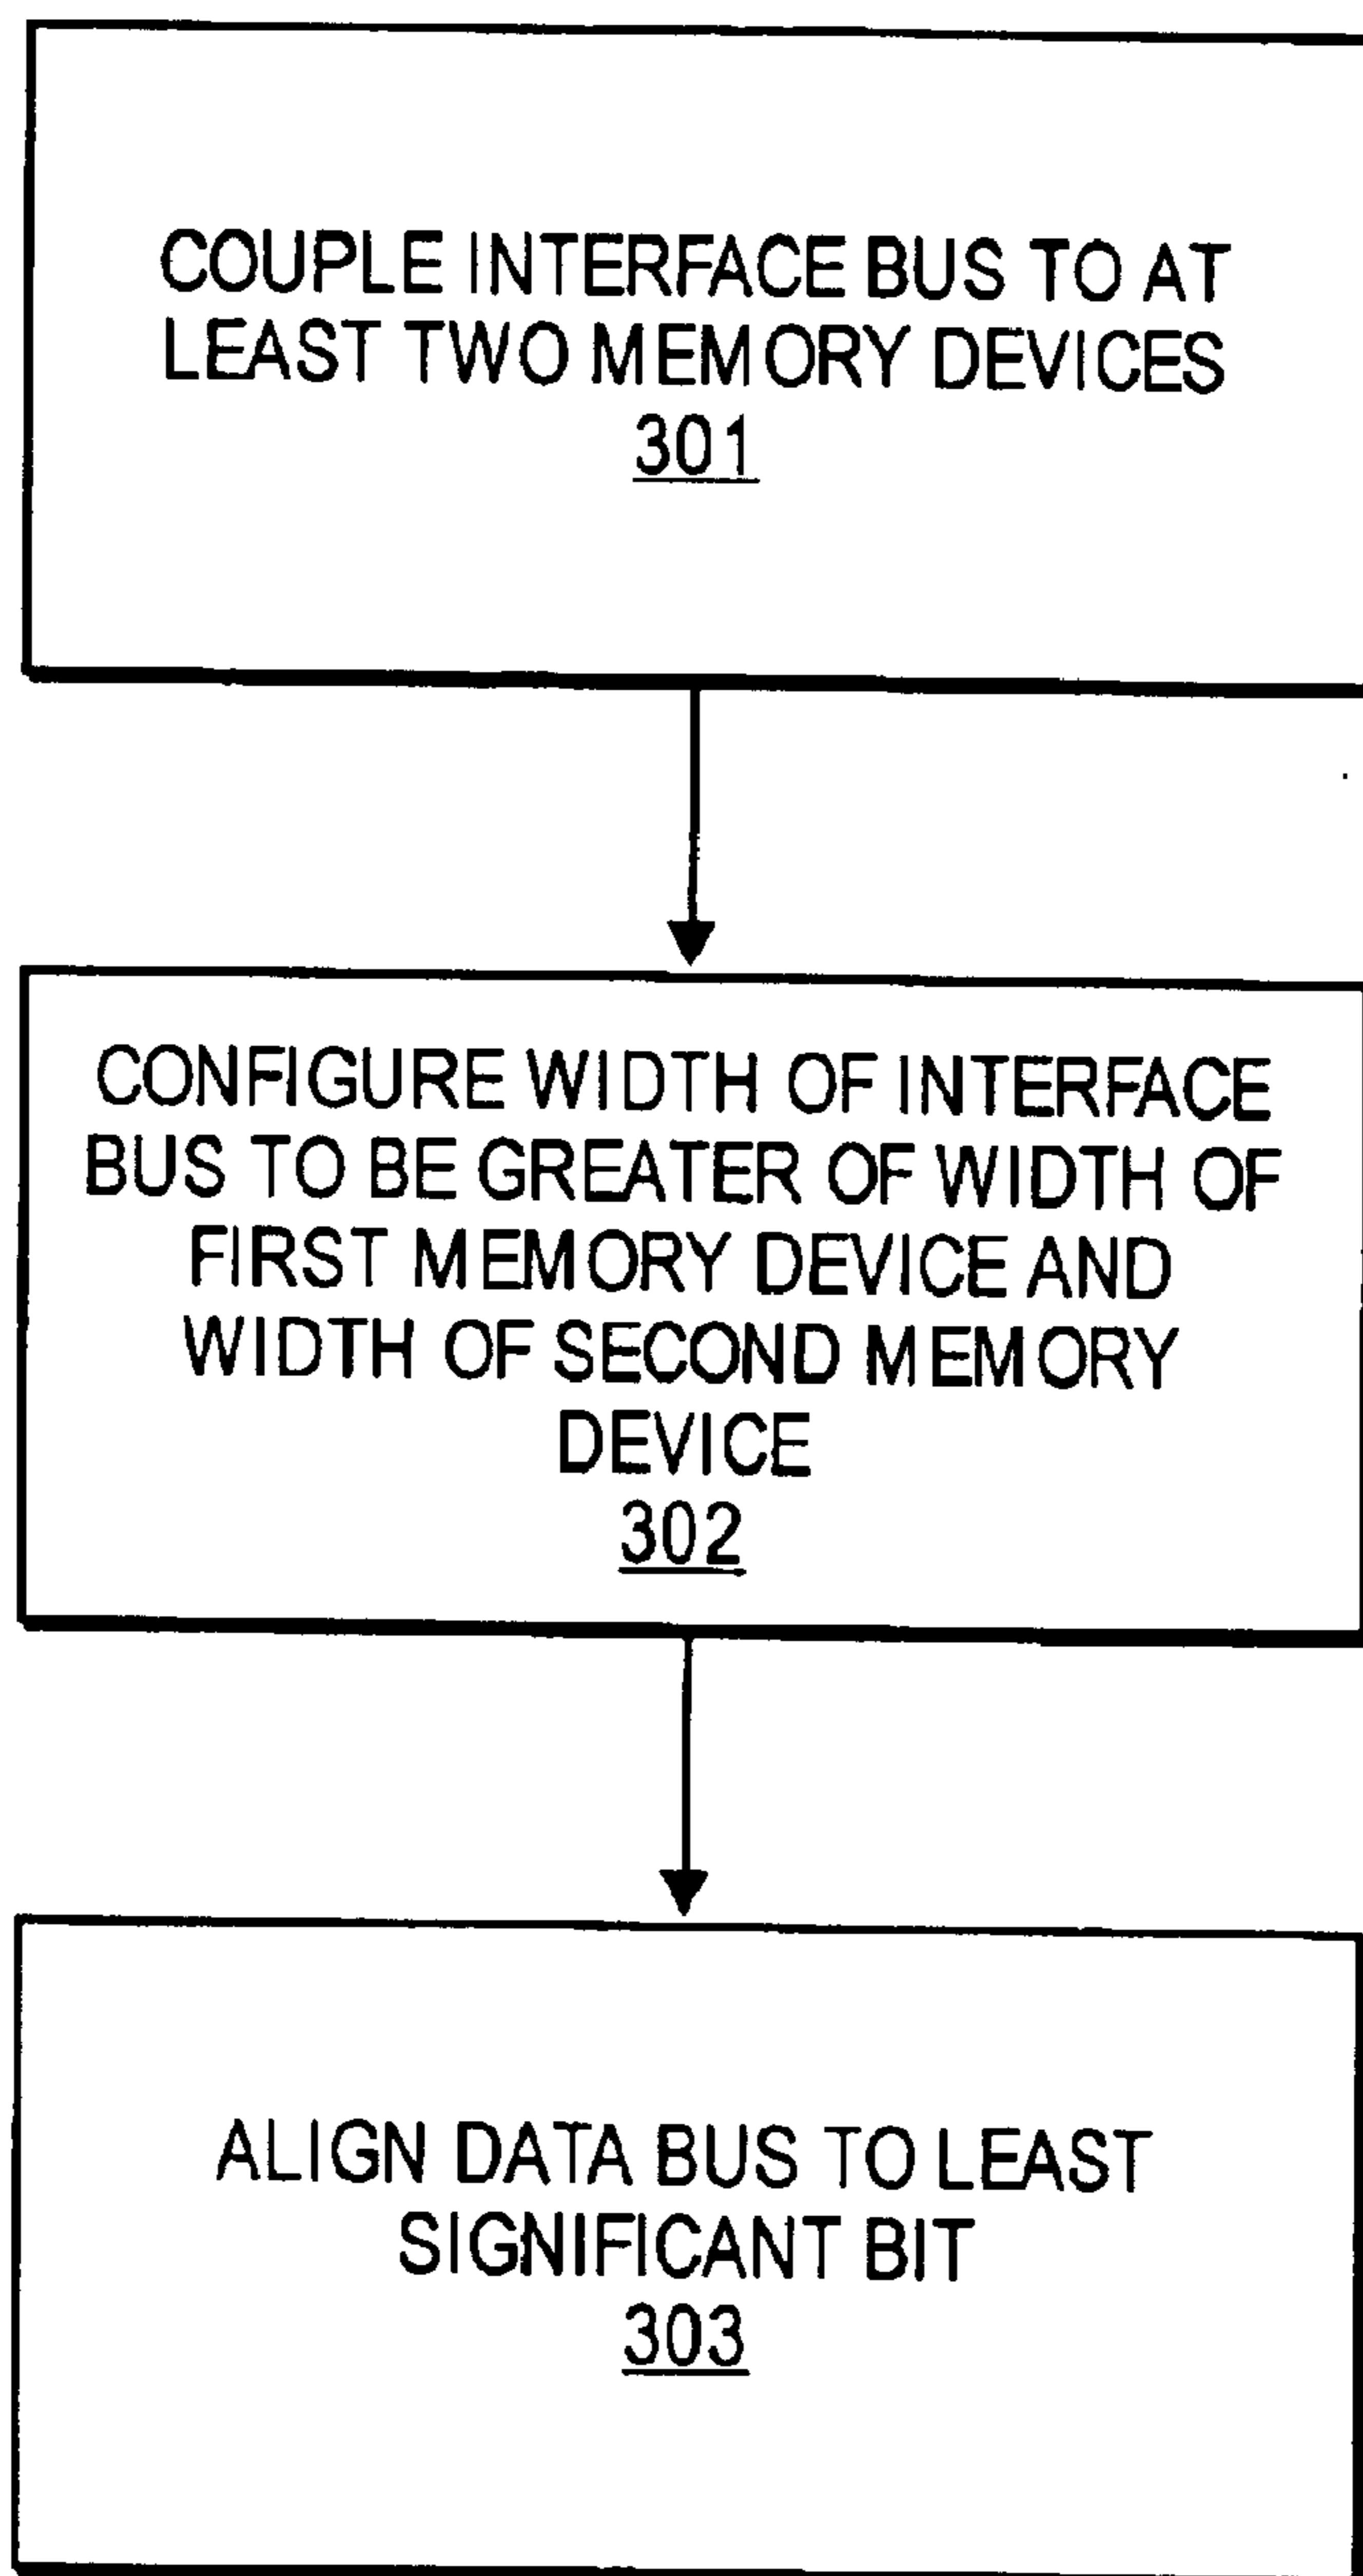 COUPLE INTERFACE BUS TO AT
LEAST TWO MEMORY DEVICES
301
CONFIGURE WIDTH OF INTERFACE
BUS TO BE GREATER OF WIDTH OF
FIRST MEMORY DEVICE AND
WIDTH OF SECOND MEMORY
DEVICE
302
ALIGN DATA BUS TO LEAST
SIGNIFICANT BIT
303